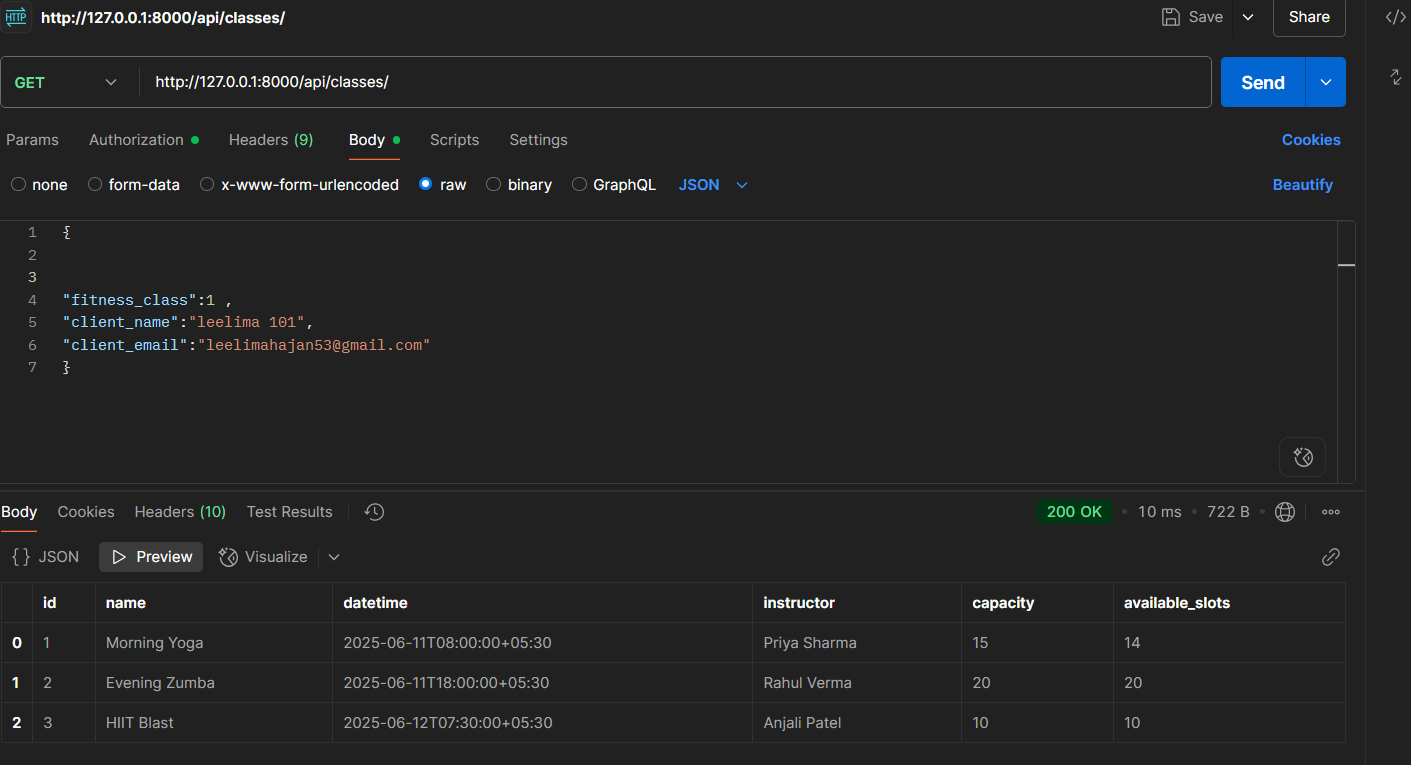 HTTP http://127.0.0.1:8000/api/classes/ Save Share
GET http://127.0.0.1:8000/api/classes/ Send
Params Authorization Headers (9) Body Scripts Settings Cookies
none form-data x-www-form-urlencoded raw binary GraphQL JSON Beautify
1 {
2
3
4 "fitness_class":1 ,
5 "client_name":"leelima 101",
6 "client_email":"leelimahajan53@gmail.com"
7 }
Body Cookies Headers (10) Test Results 200 OK • 10 ms • 722 B •
{} JSON Preview Visualize
id name datetime instructor capacity available_slots
0 1 Morning Yoga 2025-06-11T08:00:00+05:30 Priya Sharma 15 14
1 2 Evening Zumba 2025-06-11T18:00:00+05:30 Rahul Verma 20 20
2 3 HIIT Blast 2025-06-12T07:30:00+05:30 Anjali Patel 10 10